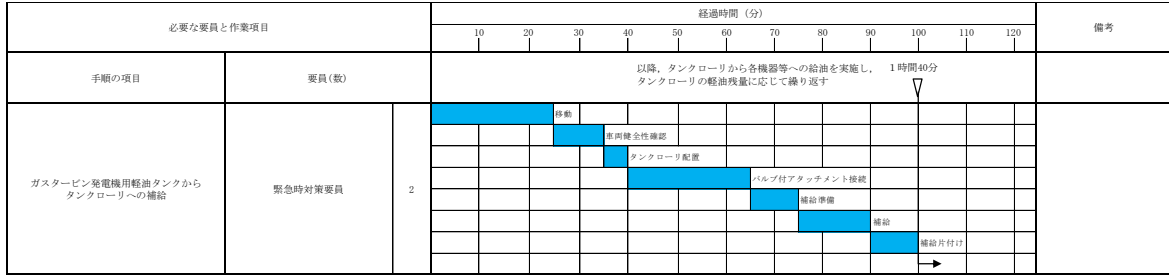 必要な要員と作業項目
経過時間（分）
備考
10 20 30 40 50 60 70 80 90 100 110 120
手順の項目
要員(数)
以降，タンクローリから各機器等への給油を実施し，
タンクローリの軽油残量に応じて繰り返す
1時間40分
移動
車両健全性確認
タンクローリ配置
ガスタービン発電機用軽油タンクから
タンクローリへの補給
緊急時対策要員
2
バルブ付アタッチメント接続
補給準備
補給
補給片付け